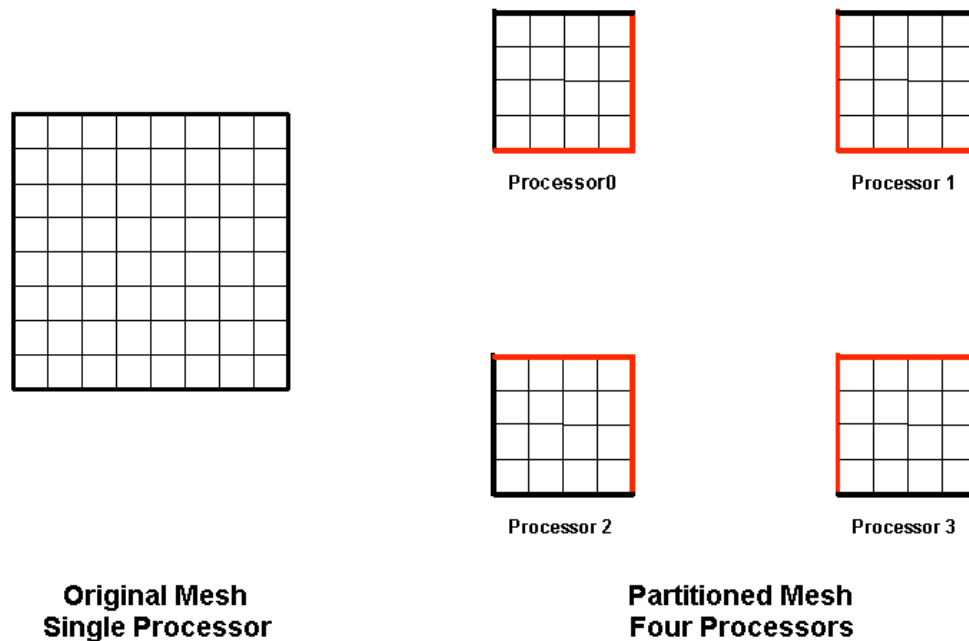 Processor0
Processor 1
Processor 2
Processor 3
Original Mesh
Single Processor
Partitioned Mesh
Four Processors